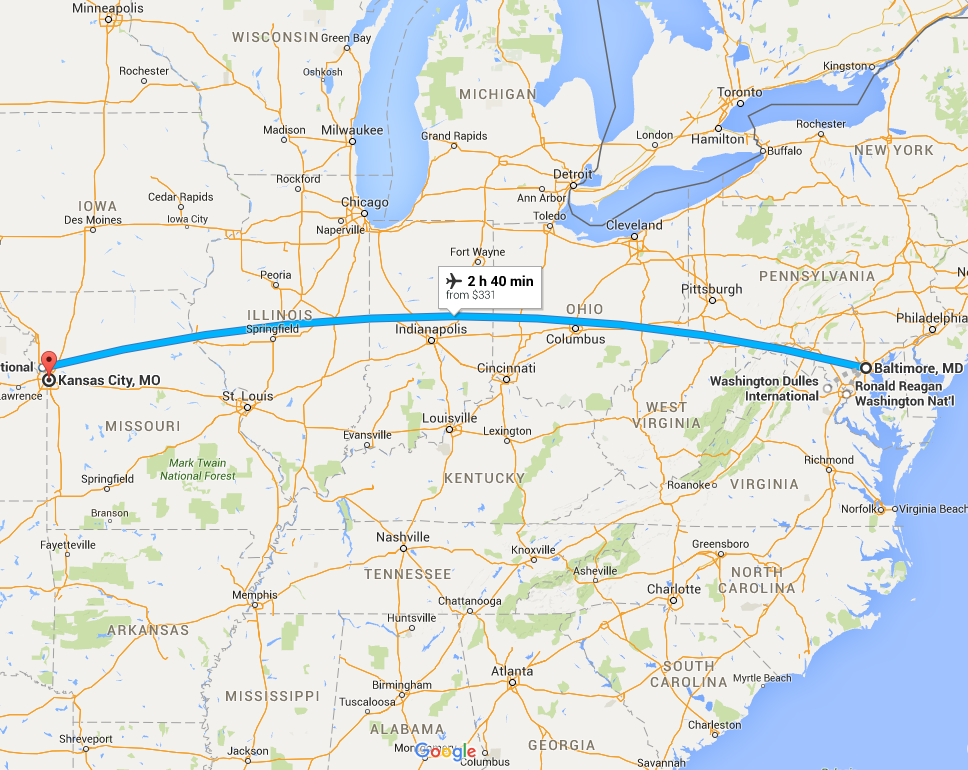 Minneapolis
WISCONSIN
Green Bay
Kingston
Rochester
Oshkosh
MICHIGAN
Toronto
Madison
Milwaukee
Grand Rapids
London
Hamilton
Rochester
Buffalo
NEW YORK
Rockford
Detroit
Ann Arbor
Cedar Rapids
IOWA
Chicago
Iowa City
Des Moines
Naperville
Toledo
Cleveland
Fort Wayne
Peoria
2 h 40 min
from $331
PENNSYLVANIA
Pittsburgh
ILLINOIS
OHIO
Springfield
Indianapolis
Columbus
Philadelphia
tional
Kansas City, MO
Lawrence
Cincinnati
Baltimore, MD
Washington Dulles
International
Ronald Reagan
Washington Nat'l
St. Louis
MISSOURI
Louisville
Evansville
Lexington
WEST
VIRGINIA
Mark Twain
National Forest
Springfield
KENTUCKY
Richmond
Roanoke
VIRGINIA
Branson
Norfolk
Virginia Beach
Fayetteville
Nashville
Knoxville
Greensboro
TENNESSEE
Asheville
NORTH
CAROLINA
Charlotte
Memphis
Chattanooga
Huntsville
ARKANSAS
Atlanta
SOUTH
CAROLINA
Myrtle Beach
Birmingham
MISSISSIPPI
Tuscaloosa
ALABAMA
Charleston
Shreveport
Jackson
Google
GEORGIA
Columbus
Savannah